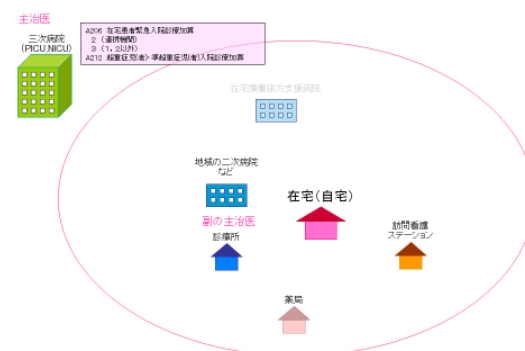 主治医
三次病院
(PICU,NICU)
A206 在宅患者緊急入院診療加算
2 (連携機関)
3 (1,2以外)
A212 超重症児(者)・準超重症児(者)入院診療加算
在宅療養後方支援病院
地域の二次病院
など
在宅(自宅)
副の主治医
診療所
訪問看護
ステーション
薬局